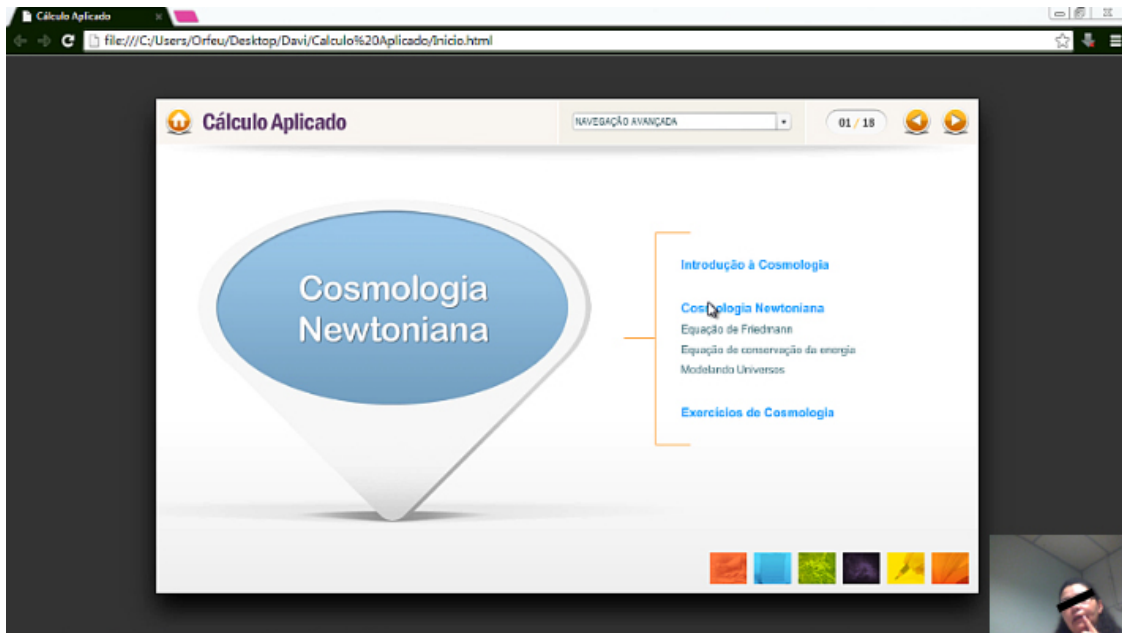 Cálculo Aplicado
file:///C:/Users/Orfeu/Desktop/Davi/Calculo%20Aplicado/Inicio.html
Cálculo Aplicado
NAVEGAÇÃO AVANÇADA
01 / 18
Cosmologia
Newtoniana
Introdução à Cosmologia
Cosmologia Newtoniana
Equação de Friedmann
Equação de conservação da energia
Modelando Universos
Exercícios de Cosmologia